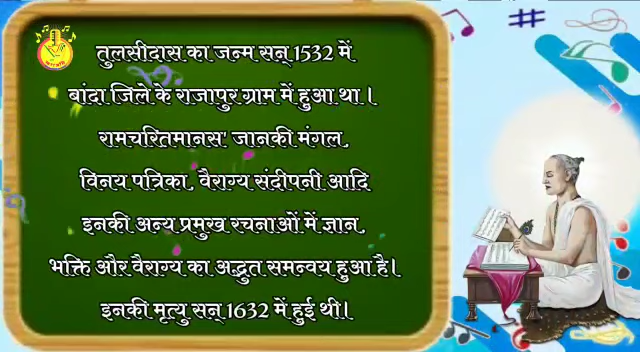 तुलसीदास का जन्म सन् 1532 में
बांदा जिले के राजापुर ग्राम में हुआ था ।
रामचरितमानस' जानकी मंगल,
विनय पत्रिका, वैराग्य संदीपनी आदि
इनकी अन्य प्रमुख रचनाओं में ज्ञान,
भक्ति और वैराग्य का अद्भुत समन्वय हुआ है।
इनकी मृत्यु सन् 1632 में हुई थी।